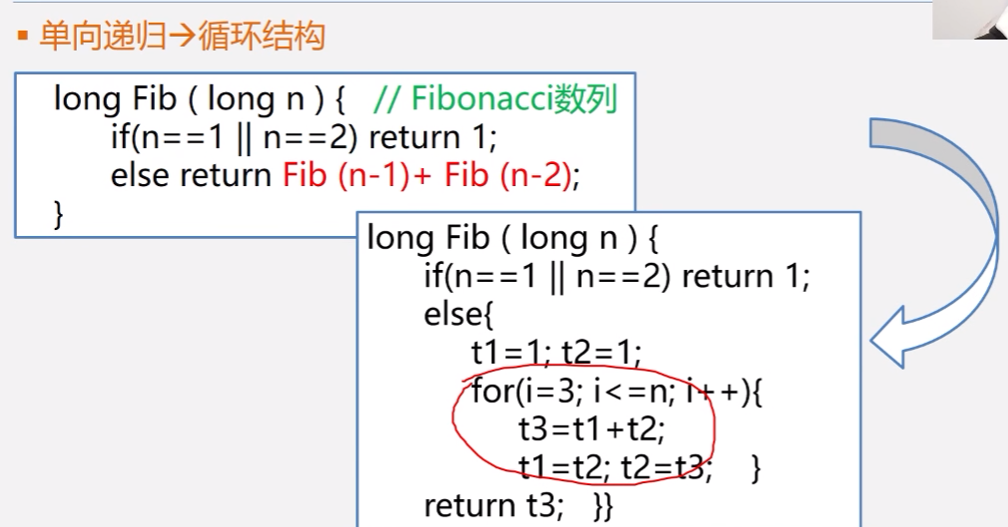 ▪ 单向递归→循环结构
long Fib ( long n ) { // Fibonacci数列
if(n==1 || n==2) return 1;
else return Fib (n-1)+ Fib (n-2);
}
long Fib ( long n ) {
if(n==1 || n==2) return 1;
else{
t1=1; t2=1;
for(i=3; i<=n; i++){
t3=t1+t2;
t1=t2; t2=t3; }
return t3; }}